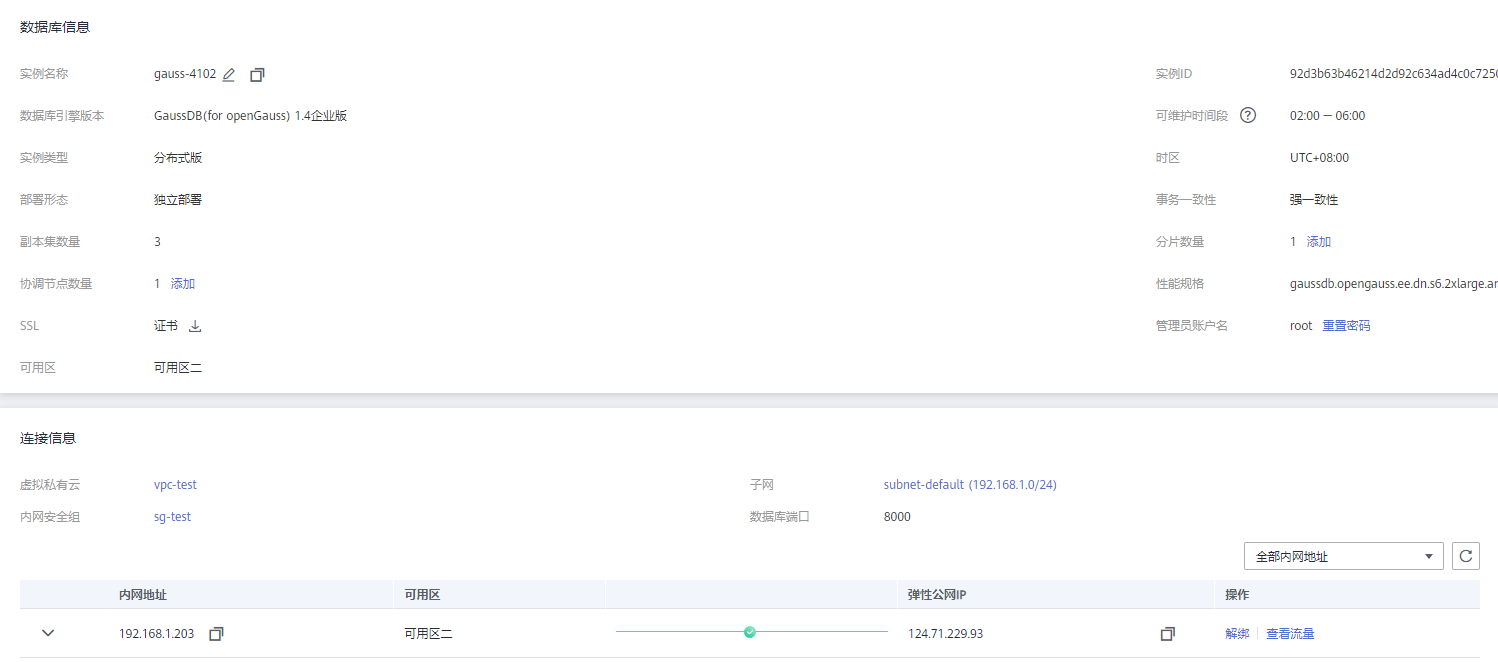 数据库信息
实例名称 gauss-4102 实例ID 92d3b63b46214d2d92c634ad4c0c7250
数据库引擎版本 GaussDB(for openGauss) 1.4企业版 可维护时间段 02:00 — 06:00
实例类型 分布式版 时区 UTC+08:00
部署形态 独立部署 事务一致性 强一致性
副本集数量 3 分片数量 1 添加
协调节点数量 1 添加 性能规格 gaussdb.opengauss.ee.dn.s6.2xlarge.ar
SSL 证书 管理员账户名 root 重置密码
可用区 可用区二
连接信息
虚拟私有云 vpc-test 子网 subnet-default (192.168.1.0/24)
内网安全组 sg-test 数据库端口 8000
全部内网地址
内网地址 可用区 弹性公网IP 操作
192.168.1.203 可用区二 124.71.229.93 解绑 查看流量